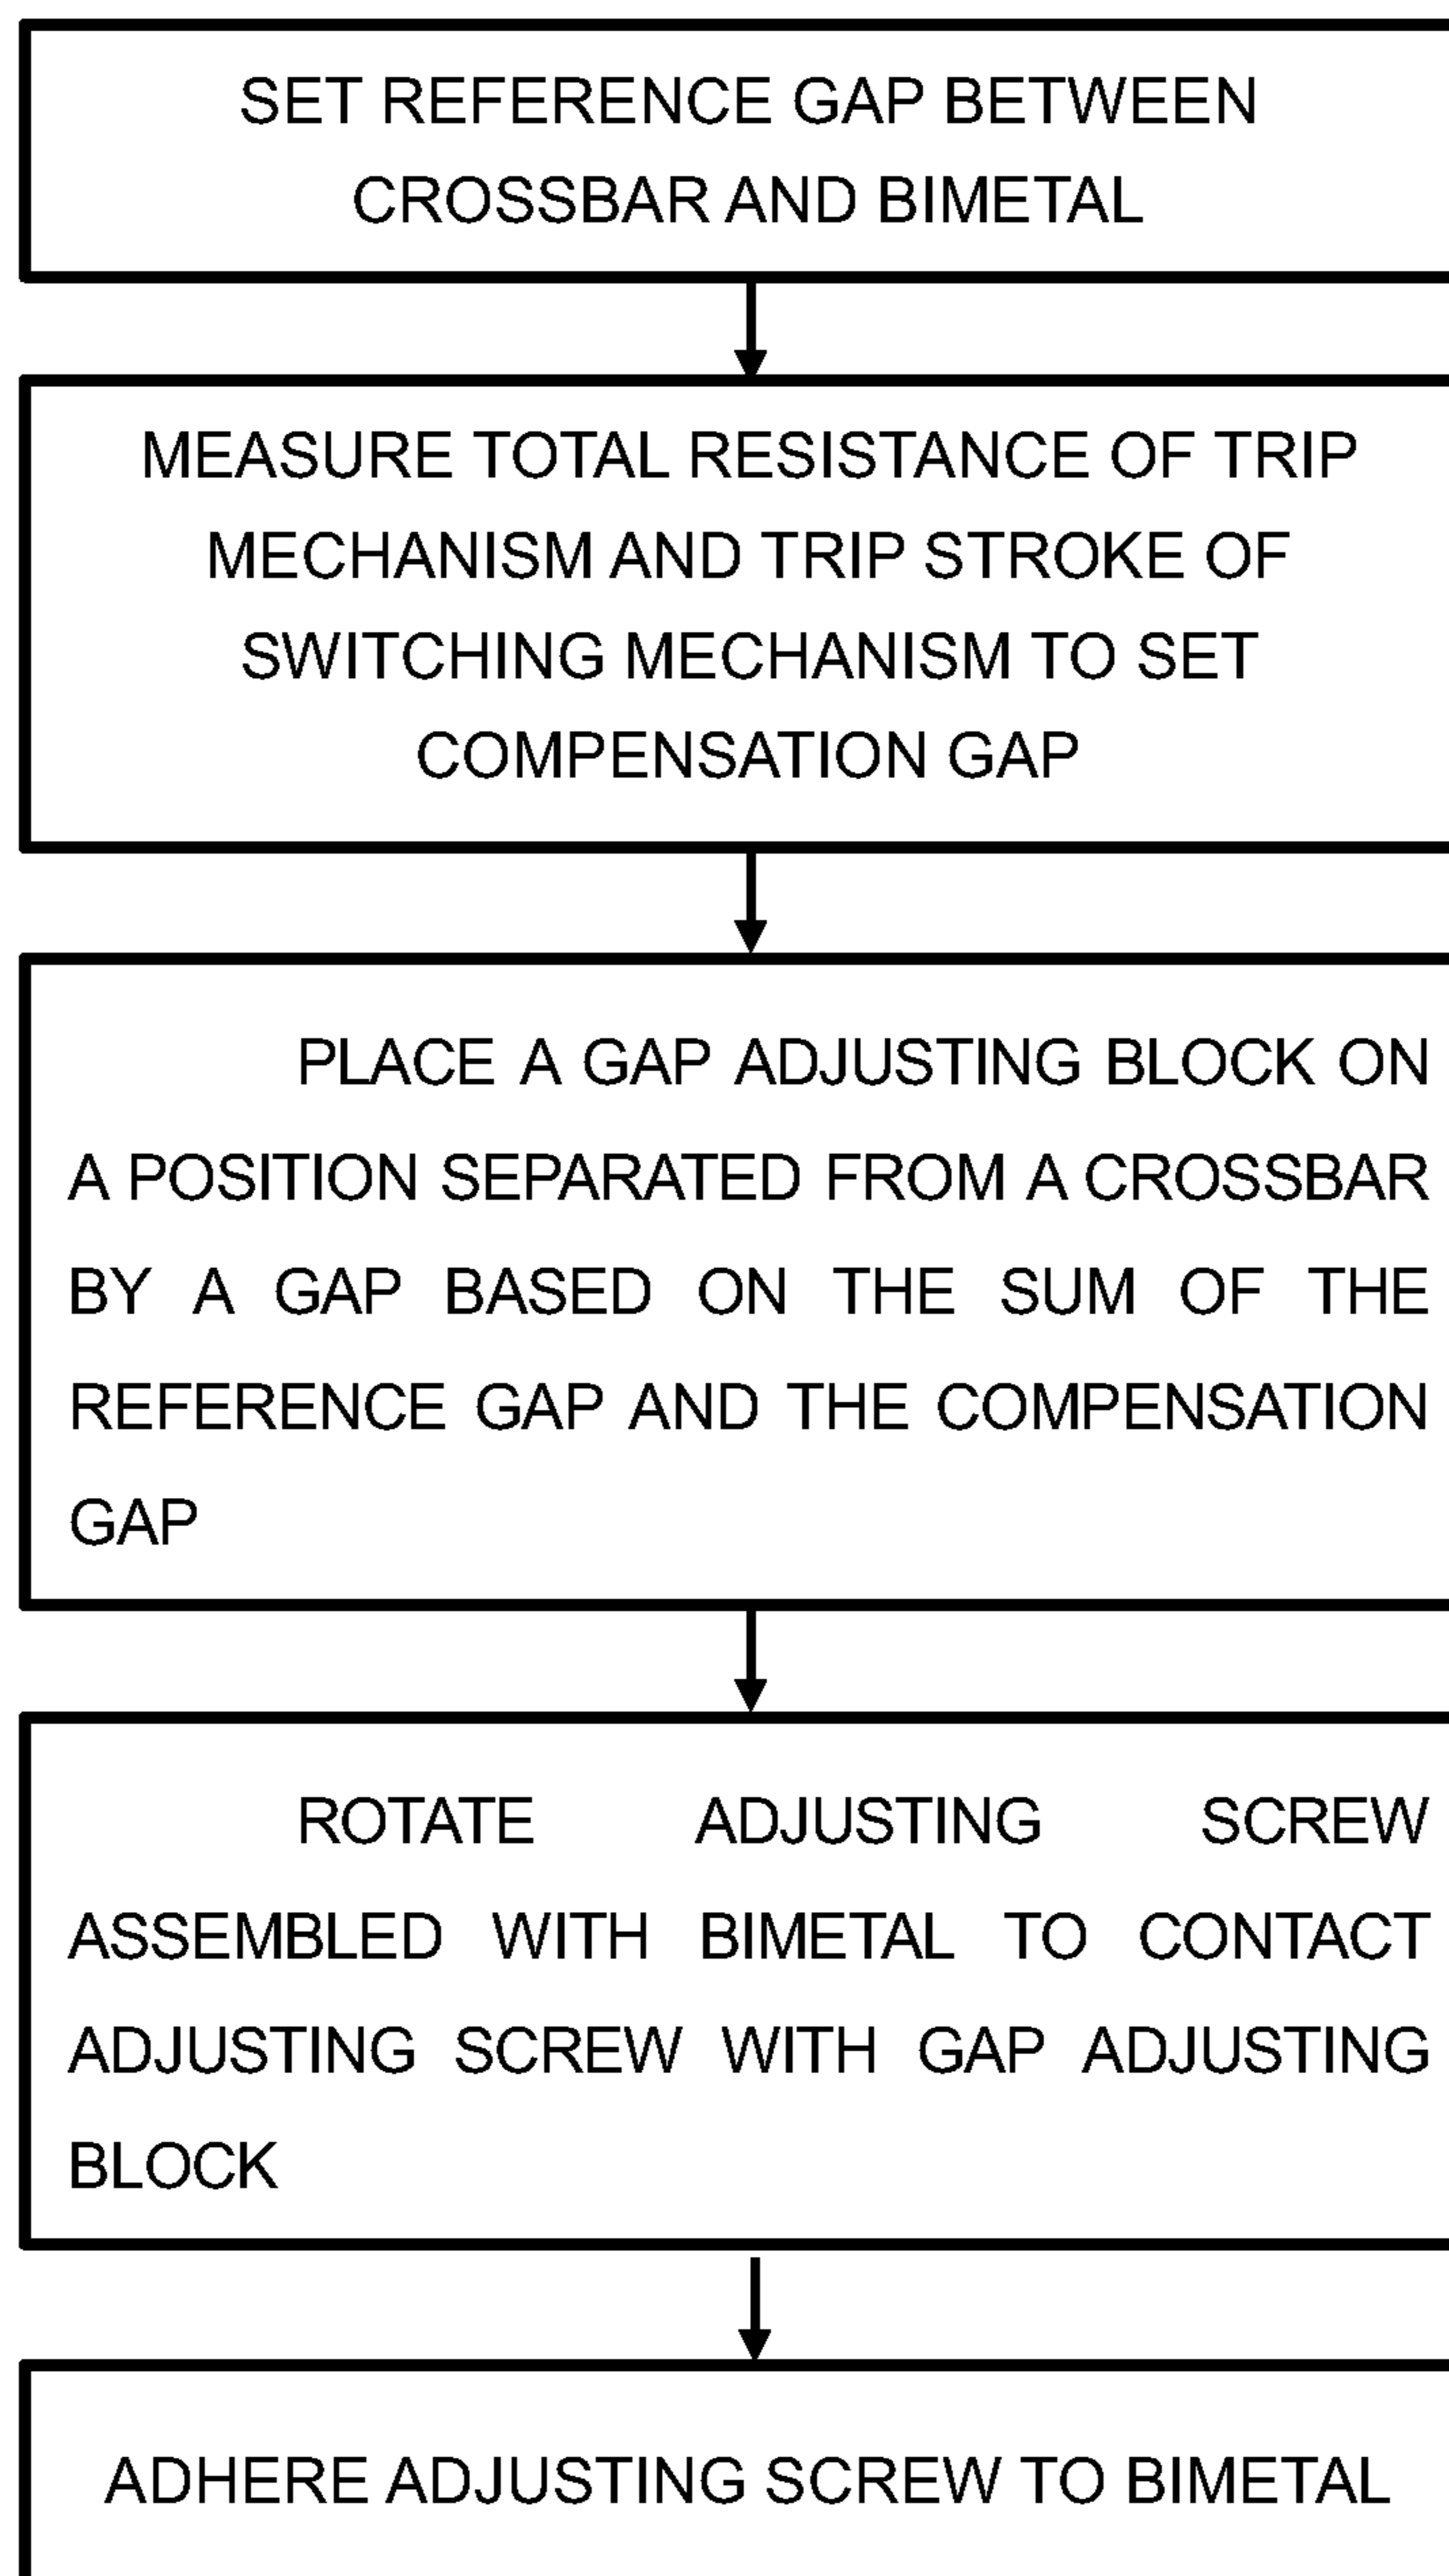 SET REFERENCE GAP BETWEEN
CROSSBAR AND BIMETAL
MEASURE TOTAL RESISTANCE OF TRIP
MECHANISM AND TRIP STROKE OF
SWITCHING MECHANISM TO SET
COMPENSATION GAP
PLACE A GAP ADJUSTING BLOCK ON
A POSITION SEPARATED FROM A CROSSBAR
BY A GAP BASED ON THE SUM OF THE
REFERENCE GAP AND THE COMPENSATION
GAP
ROTATE ADJUSTING SCREW
ASSEMBLED WITH BIMETAL TO CONTACT
ADJUSTING SCREW WITH GAP ADJUSTING
BLOCK
ADHERE ADJUSTING SCREW TO BIMETAL